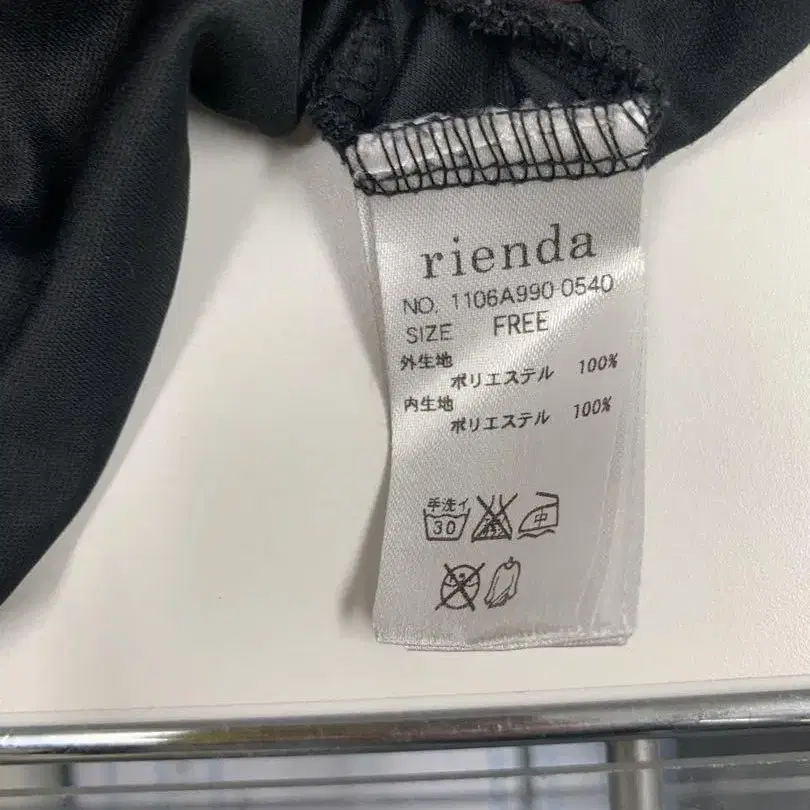 rienda
NO. 1106A990-0540
SIZE FREE
外生地
ポリエステル 100%
内生地
ポリエステル 100%
手洗イ
30
中